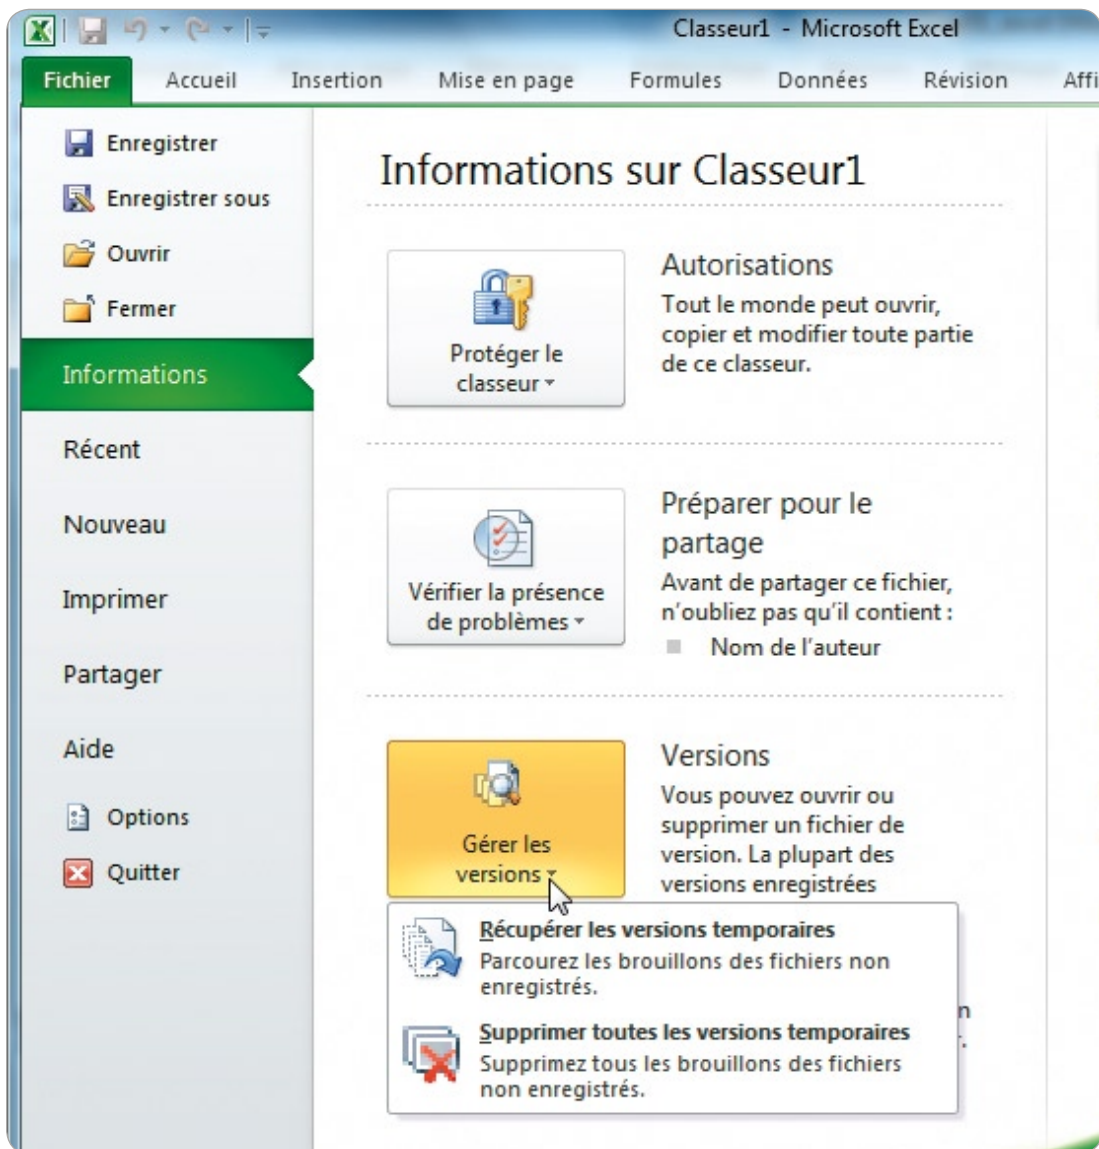 Classeur1 - Microsoft Excel
Fichier Accueil Insertion Mise en page Formules Données Révision Affi
Enregistrer
Enregistrer sous
Ouvrir
Fermer
Informations
Récent
Nouveau
Imprimer
Partager
Aide
Options
Quitter
Informations sur Classeur1
Protéger le
classeur
Autorisations
Tout le monde peut ouvrir,
copier et modifier toute partie
de ce classeur.
Vérifier la présence
de problèmes
Préparer pour le
partage
Avant de partager ce fichier,
n'oubliez pas qu'il contient :
Nom de l'auteur
Gérer les
versions
Versions
Vous pouvez ouvrir ou
supprimer un fichier de
version. La plupart des
versions enregistrées
Récupérer les versions temporaires
Parcourez les brouillons des fichiers non
enregistrés.
Supprimer toutes les versions temporaires
Supprimez tous les brouillons des fichiers
non enregistrés.